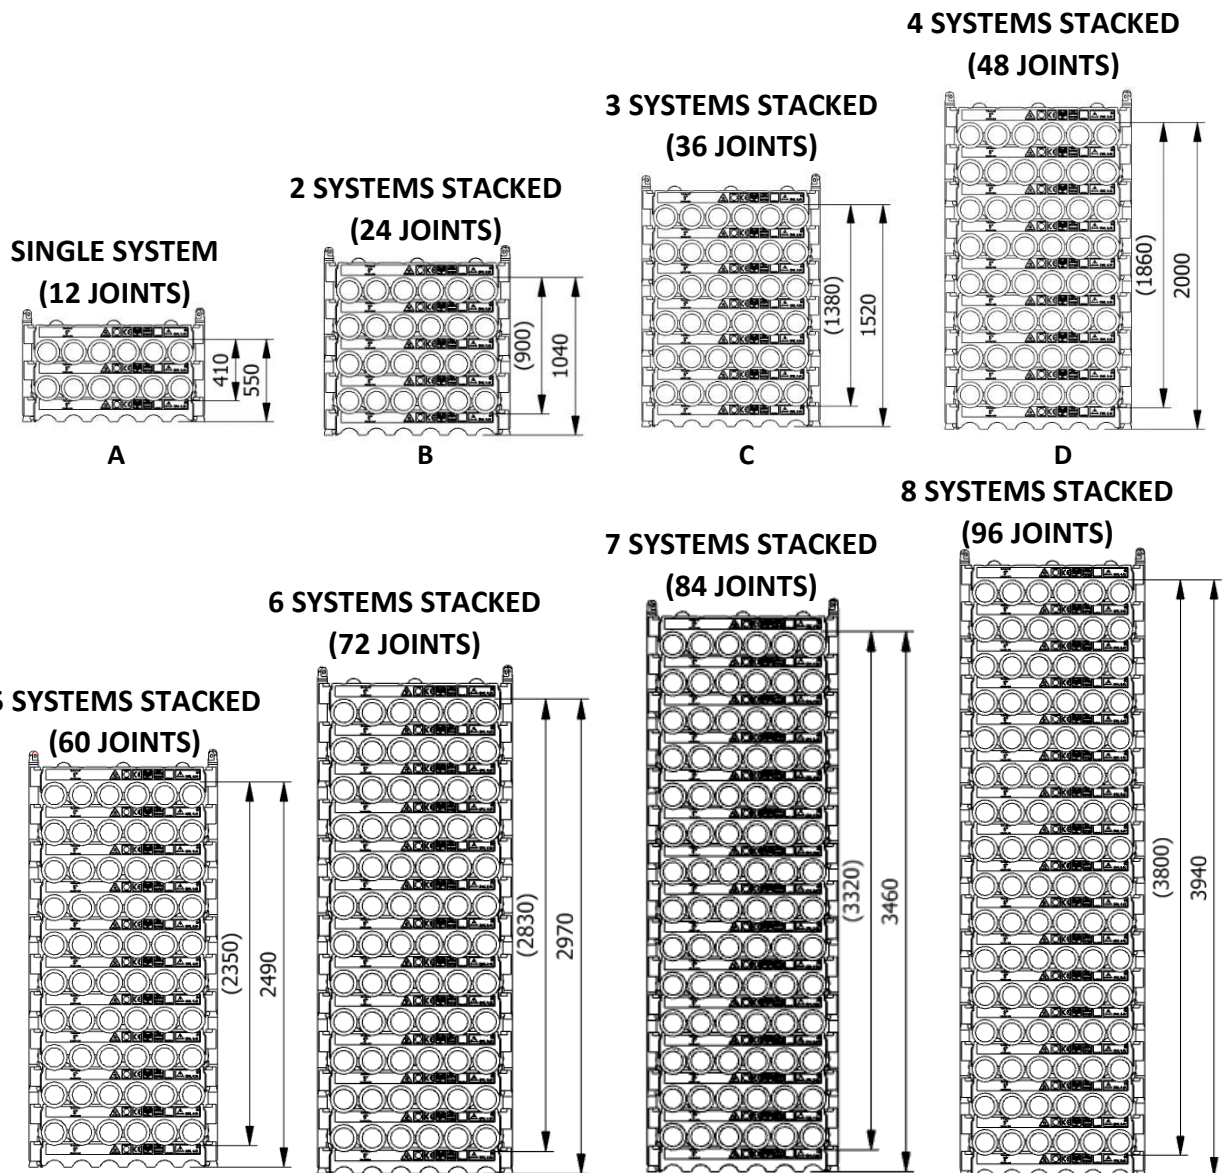 4 SYSTEMS STACKED
(48 JOINTS)
3 SYSTEMS STACKED
(36 JOINTS)
2 SYSTEMS STACKED
(24 JOINTS)
SINGLE SYSTEM
(12 JOINTS)
410
550
(900)
1040
(1380)
1520
(1860)
2000
A
B
C
D
8 SYSTEMS STACKED
(96 JOINTS)
7 SYSTEMS STACKED
(84 JOINTS)
6 SYSTEMS STACKED
(72 JOINTS)
5 SYSTEMS STACKED
(60 JOINTS)
(2350)
2490
(2830)
2970
(3320)
3460
(3800)
3940